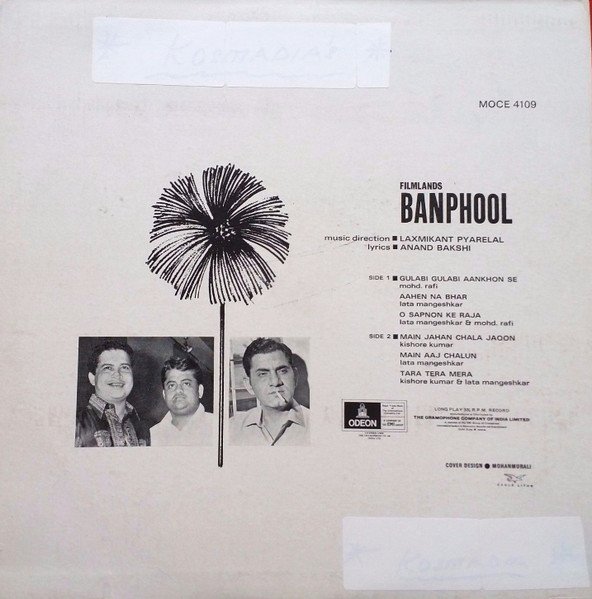 KOSMADIA'S
MOCE 4109
FILMLANDS
BANPHOOL
music direction ■ LAXMIKANT PYARELAL
lyrics ■ ANAND BAKSHI
SIDE 1 ■ GULABI GULABI AANKHON SE
mohd. rafi
AAHEN NA BHAR
lata mangeshkar
O SAPNON KE RAJA
lata mangeshkar & mohd. rafi
SIDE 2 ■ MAIN JAHAN CHALA JAOON
kishore kumar
MAIN AAJ CHALUN
lata mangeshkar
TARA TERA MERA
kishore kumar & lata mangeshkar
ODEON
LONG PLAY 33⅓ R.P.M. RECORD
THE GRAMOPHONE COMPANY OF INDIA LIMITED
COVER DESIGN ● MOHANMURALI